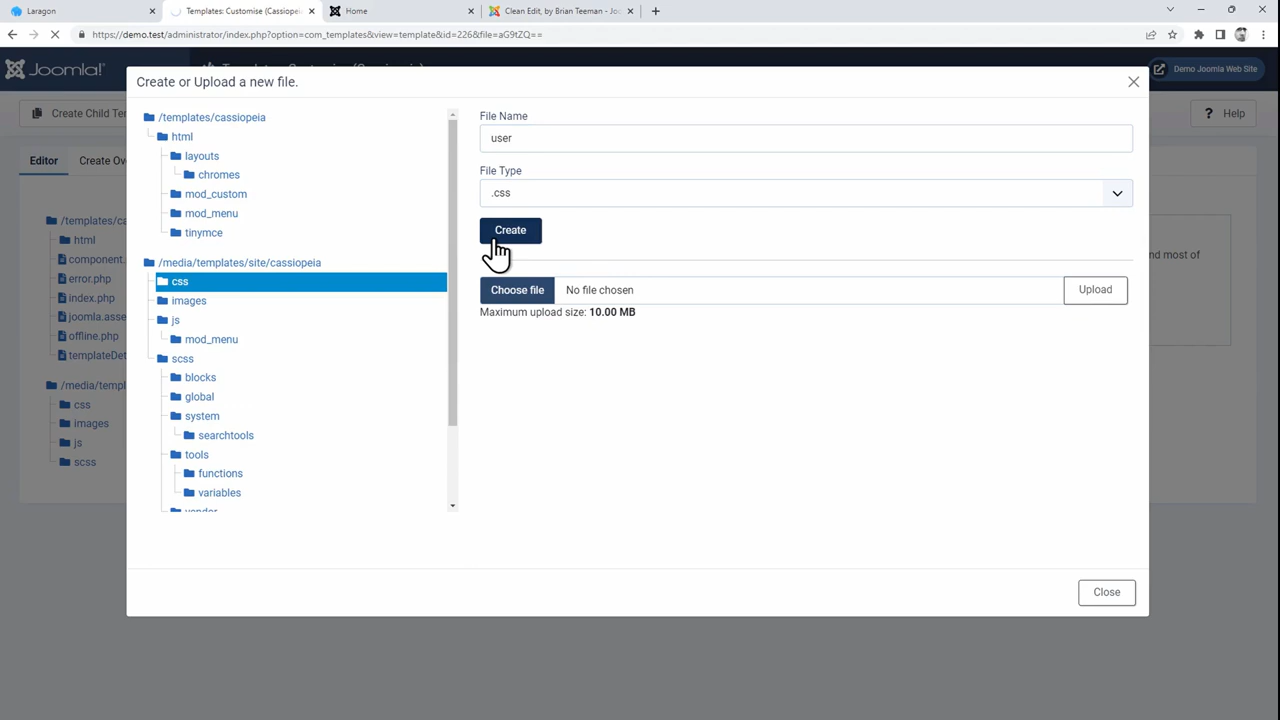 Laragon
Templates: Customise (Cassiopei
Home
Clean Edit, by Brian Teeman - Jo
https://demo.test/administrator/index.php?option=com_templates&view=template&id=226&file=aG9tZQ==
Joomla!
Demo Joomla Web Site
Create or Upload a new file.
Create Child Te
Help
Editor
Create Ov
/templates/ca
html
component.
error.php
index.php
joomla.asse
offline.php
templateDet
/media/templ
css
images
js
scss
/templates/cassiopeia
html
layouts
chromes
mod_custom
mod_menu
tinymce
/media/templates/site/cassiopeia
css
images
js
mod_menu
scss
blocks
global
system
searchtools
tools
functions
variables
vendor
File Name
user
File Type
.css
Create
Choose file No file chosen
Upload
Maximum upload size: 10.00 MB
nd most of
Close